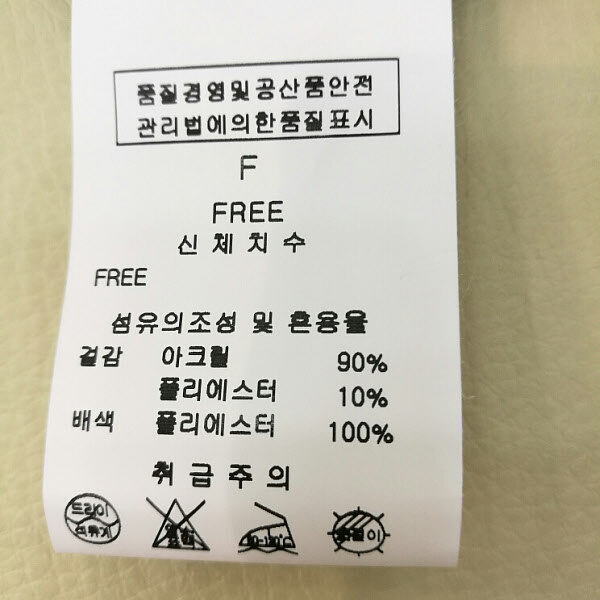 품질경영및공산품안전
관리법에의한품질표시
F
FREE
신체치수
FREE
섬유의조성 및 혼용율
겉감 아크릴 90%
폴리에스터 10%
배색 폴리에스터 100%
취급주의
드라이